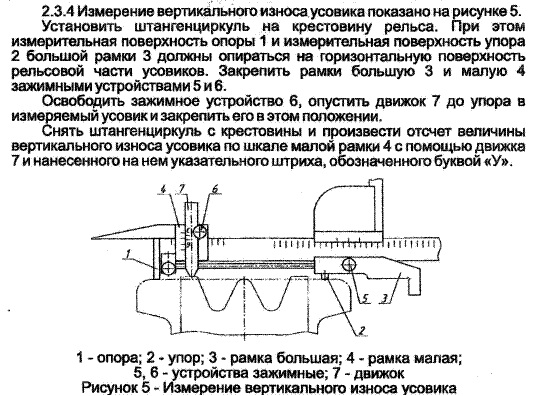 2.3.4 Измерение вертикального износа усовика показано на рисунке 5.
Установить штангенциркуль на крестовину рельса. При этом
измерительная поверхность опоры 1 и измерительная поверхность упора
2 большой рамки 3 должны опираться на горизонтальную поверхность
рельсовой части усовиков. Закрепить рамки большую 3 и малую 4
зажимными устройствами 5 и 6.
Освободить зажимное устройство 6, опустить движок 7 до упора в
измеряемый усовик и закрепить его в этом положении.
Снять штангенциркуль с крестовины и произвести отсчет величины
вертикального износа усовика по шкале малой рамки 4 с помощью движка
7 и нанесенного на нем указательного штриха, обозначенного буквой «У».
4 7 6
1
5 3
2
1 - опора; 2 - упор; 3 - рамка большая; 4 - рамка малая;
5, 6 - устройства зажимные; 7 - движок
Рисунок 5 - Измерение вертикального износа усовика